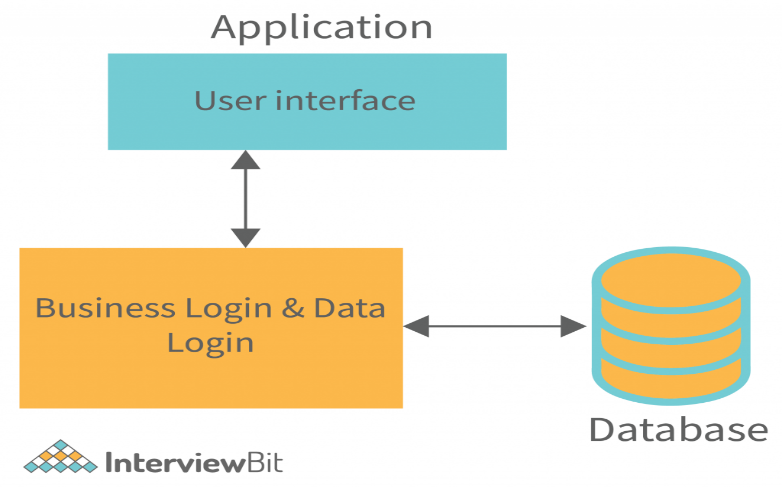 Application
User interface
Business Login & Data
Login
Database
InterviewBit